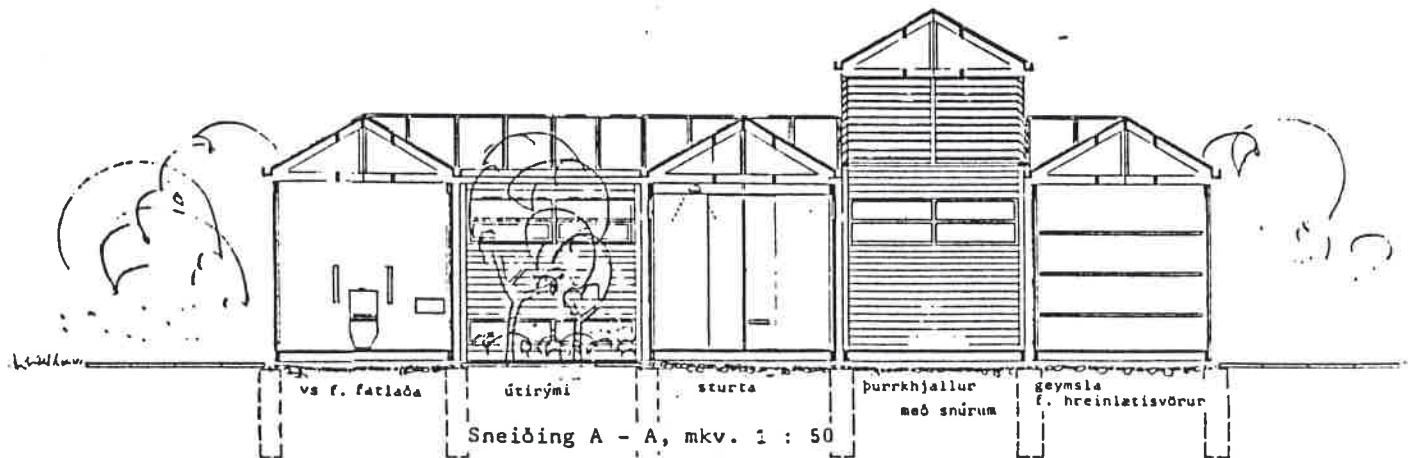 vs f. fatlaða
útirými
sturta
þurrkhjallur
með snúrum
geymsla
f. hreinlætisvörur
Sneiðing A - A, mkv. 1 : 50